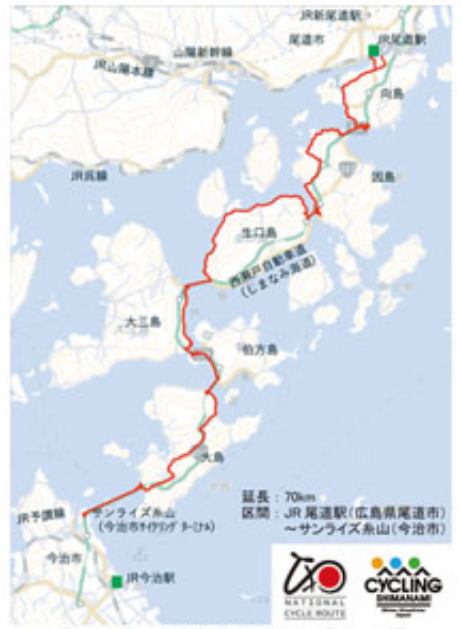 JR新尾道駅
尾道市
JR尾道駅
山陽新幹線
JR山陽本線
向島
JR呉線
因島
生口島
西瀬戸自動車道
(しまなみ海道)
大三島
伯方島
大島
延長：70km
区間：JR 尾道駅(広島県尾道市)
～サンライズ糸山(今治市)
サンライズ糸山
(今治市サイクリング ターミナル)
JR予讃線
今治市
JR今治駅
NATIONAL
CYCLE ROUTE
CYCLING
SHIMANAMI